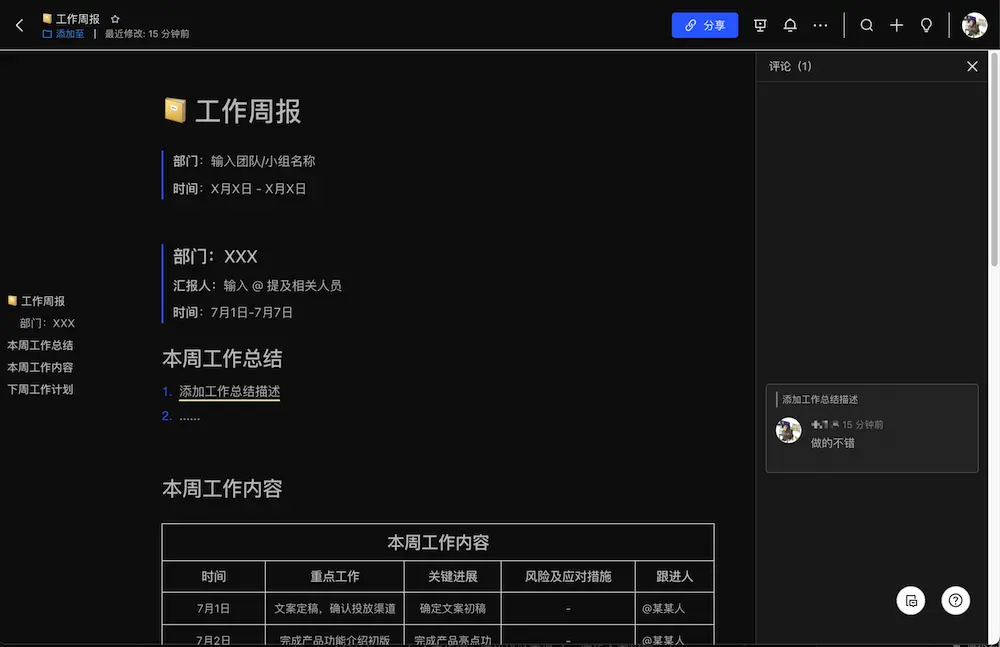 工作周报
添加至 | 最近修改: 15 分钟前
分享
工作周报
部门：XXX
本周工作总结
本周工作内容
下周工作计划
工作周报
部门：输入团队/小组名称
时间：X月X日 - X月X日
部门：XXX
汇报人：输入 @ 提及相关人员
时间：7月1日-7月7日
本周工作总结
1. 添加工作总结描述
2. ......
本周工作内容
本周工作内容
时间 重点工作 关键进展 风险及应对措施 跟进人
7月1日 文案定稿，确认投放渠道 确定文案初稿 - @某某人
7月2日 完成产品功能介绍初版 完成产品亮点功 - @某某人
评论（1）
添加工作总结描述
15 分钟前
做的不错